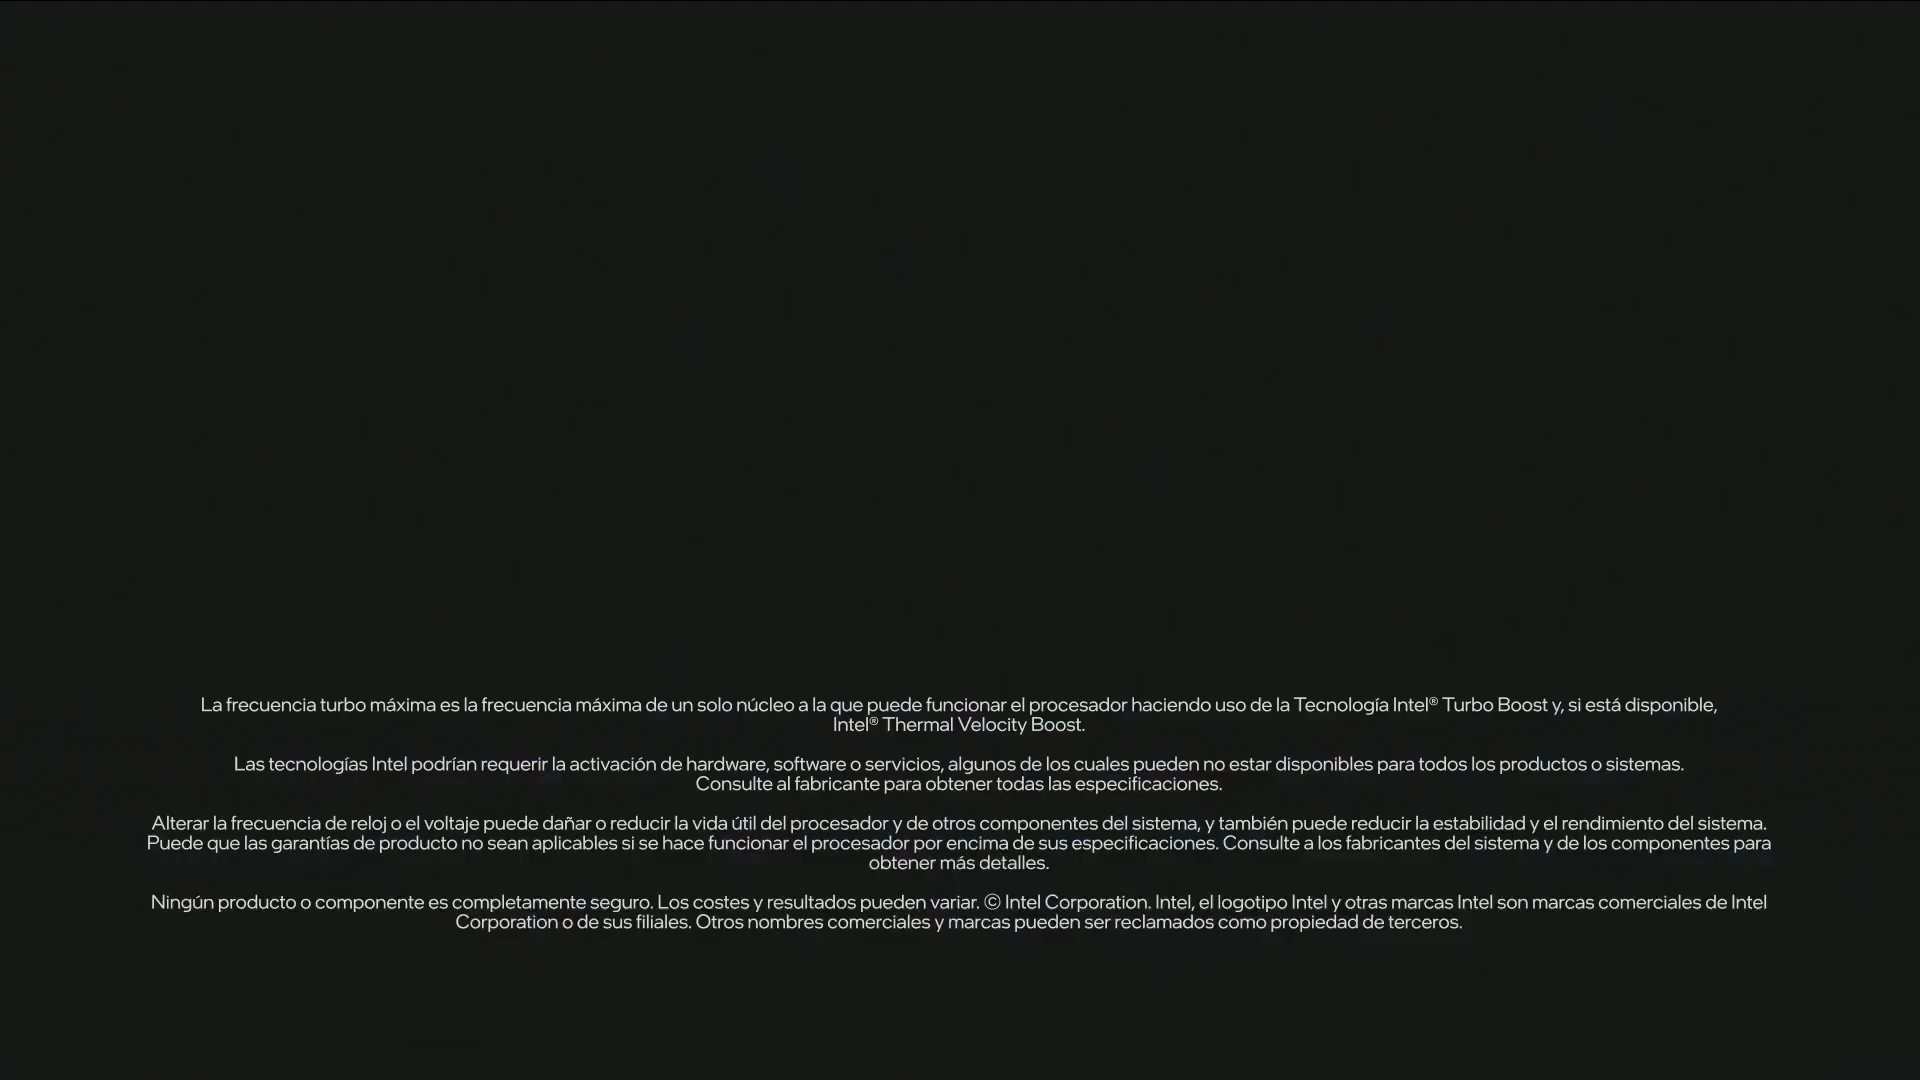 La frecuencia turbo máxima es la frecuencia máxima de un solo núcleo a la que puede funcionar el procesador haciendo uso de la Tecnología Intel® Turbo Boost y, si está disponible,
Intel® Thermal Velocity Boost.
Las tecnologías Intel podrían requerir la activación de hardware, software o servicios, algunos de los cuales pueden no estar disponibles para todos los productos o sistemas.
Consulte al fabricante para obtener todas las especificaciones.
Alterar la frecuencia de reloj o el voltaje puede dañar o reducir la vida útil del procesador y de otros componentes del sistema, y también puede reducir la estabilidad y el rendimiento del sistema.
Puede que las garantías de producto no sean aplicables si se hace funcionar el procesador por encima de sus especificaciones. Consulte a los fabricantes del sistema y de los componentes para
obtener más detalles.
Ningún producto o componente es completamente seguro. Los costes y resultados pueden variar. © Intel Corporation. Intel, el logotipo Intel y otras marcas Intel son marcas comerciales de Intel
Corporation o de sus filiales. Otros nombres comerciales y marcas pueden ser reclamados como propiedad de terceros.